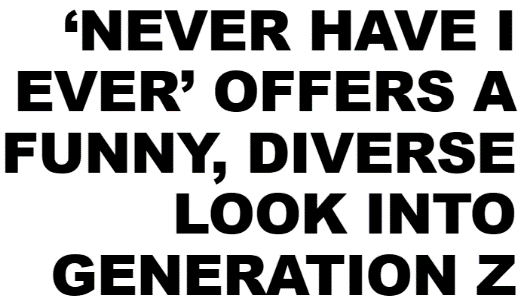 ‘NEVER HAVE I
EVER’ OFFERS A
FUNNY, DIVERSE
LOOK INTO
GENERATION Z